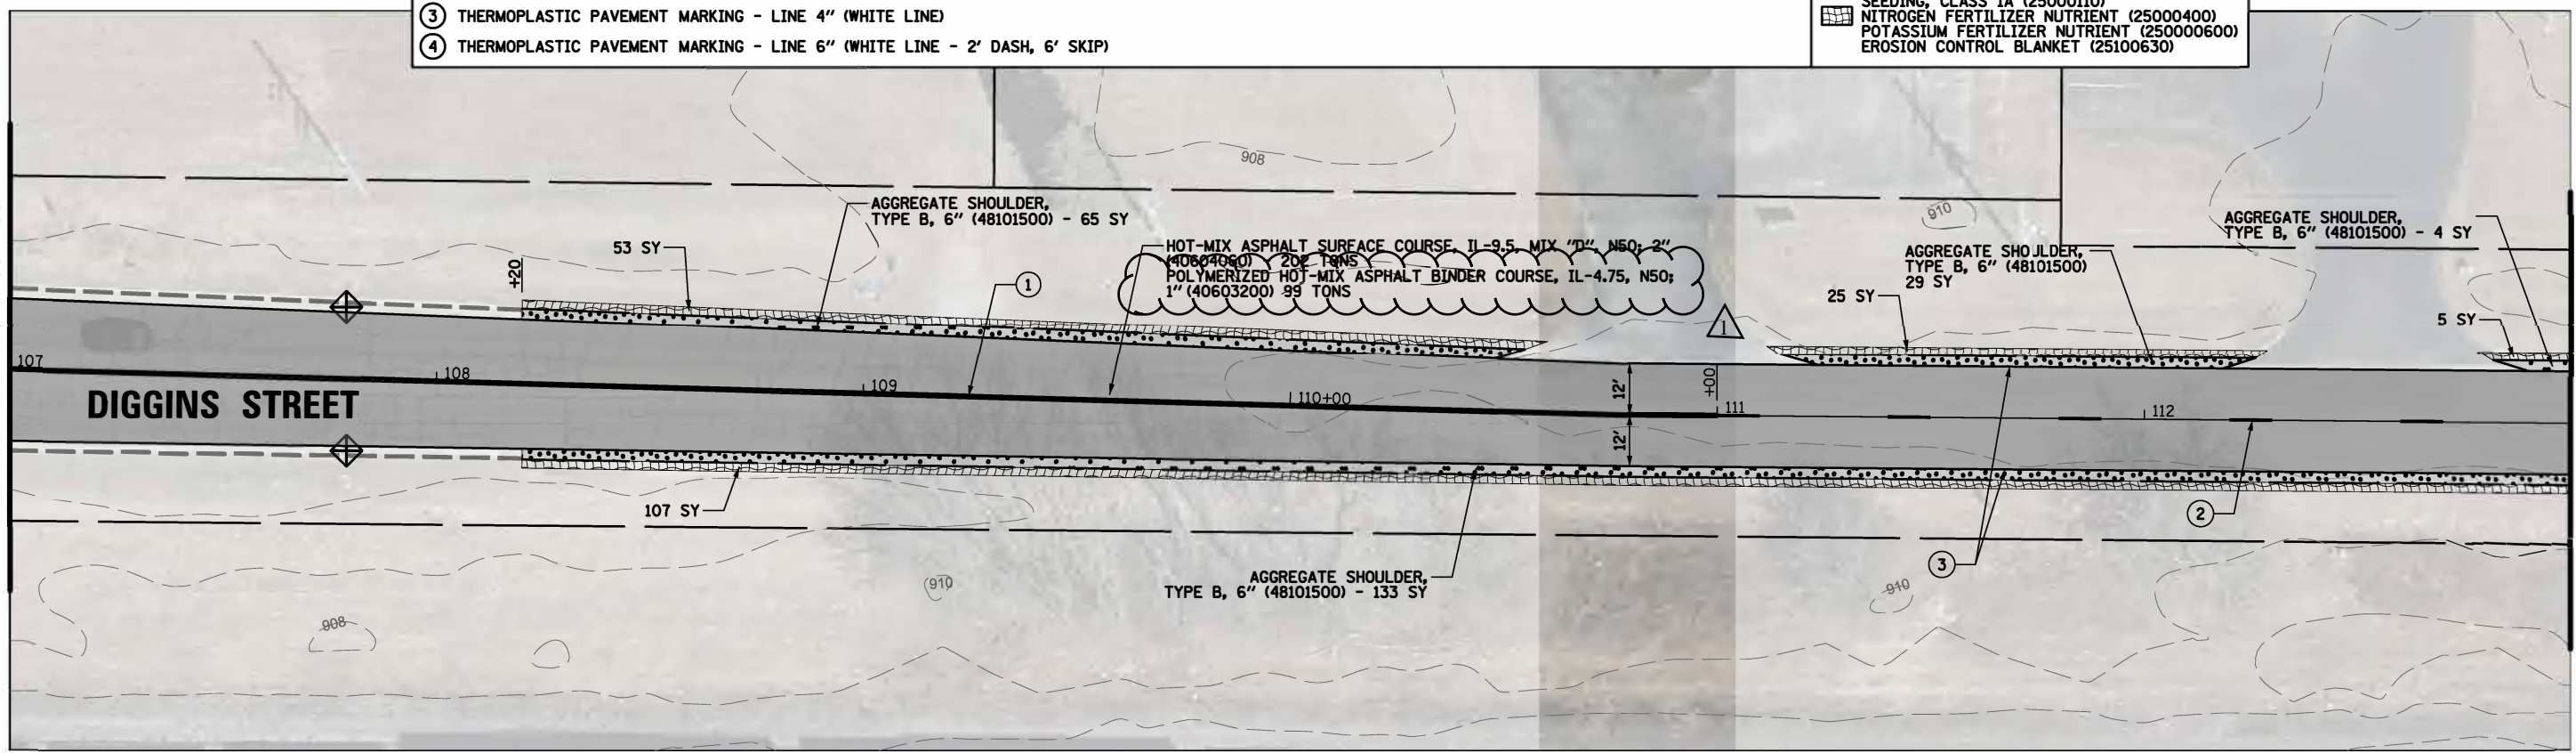 ③ THERMOPLASTIC PAVEMENT MARKING - LINE 4" (WHITE LINE)
④ THERMOPLASTIC PAVEMENT MARKING - LINE 6" (WHITE LINE - 2' DASH, 6' SKIP)
SEEDING, CLASS 1A (25000110)
NITROGEN FERTILIZER NUTRIENT (25000400)
POTASSIUM FERTILIZER NUTRIENT (250000600)
EROSION CONTROL BLANKET (25100630)
908
AGGREGATE SHOULDER,
TYPE B, 6" (48101500) - 65 SY
53 SY
+20
HOT-MIX ASPHALT SURFACE COURSE, IL-9.5, MIX "D", N50; 2"
(40604060) 202 TONS
POLYMERIZED HOT-MIX ASPHALT BINDER COURSE, IL-4.75, N50;
1" (40603200) 99 TONS
1
1
910
AGGREGATE SHOULDER,
TYPE B, 6" (48101500)
29 SY
25 SY
AGGREGATE SHOULDER,
TYPE B, 6" (48101500) - 4 SY
5 SY
107
108
109
110+00
+00
111
112
12'
12'
DIGGINS STREET
107 SY
2
3
AGGREGATE SHOULDER,
TYPE B, 6" (48101500) - 133 SY
910
910
908